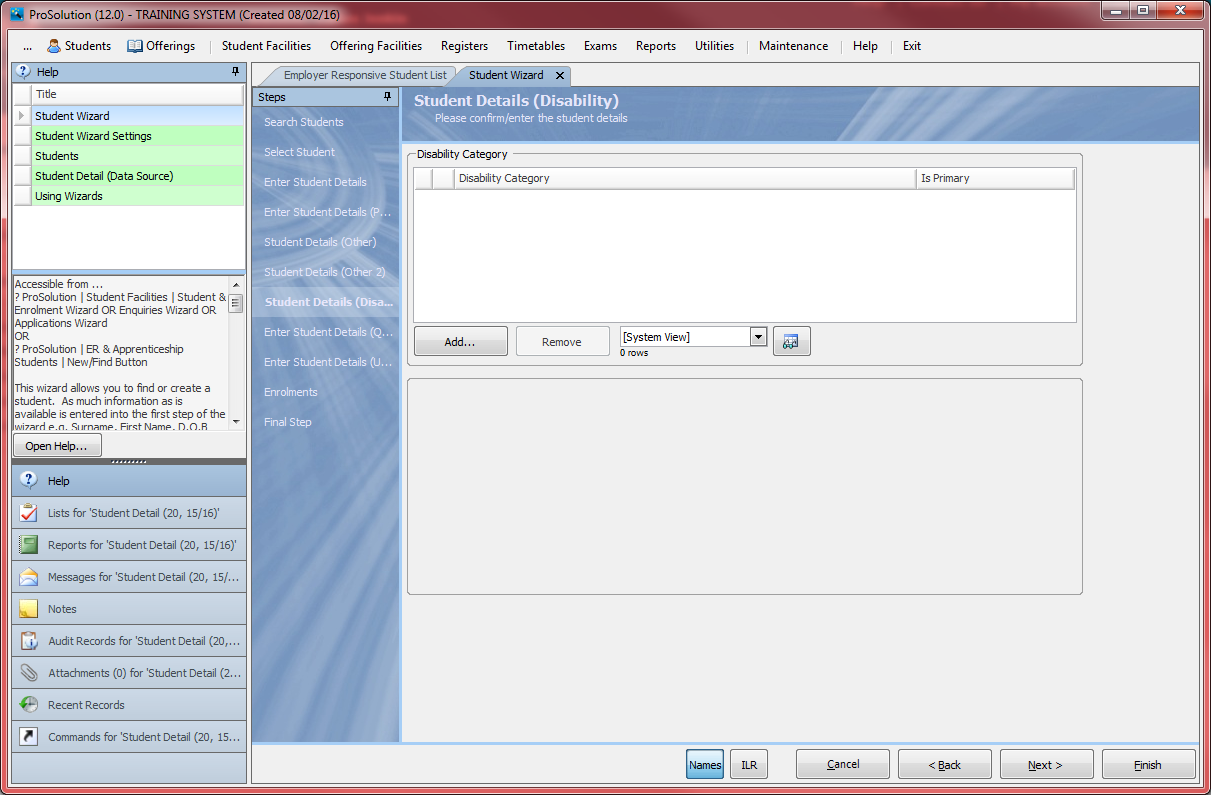 ProSolution (12.0) - TRAINING SYSTEM (Created 08/02/16)
... Students Offerings Student Facilities Offering Facilities Registers Timetables Exams Reports Utilities Maintenance Help Exit
Help
Title
Student Wizard
Student Wizard Settings
Students
Student Detail (Data Source)
Using Wizards
Accessible from ...
? ProSolution | Student Facilities | Student &
Enrolment Wizard OR Enquiries Wizard OR
Applications Wizard
OR
? ProSolution | ER & Apprenticeship
Students | New/Find Button
This wizard allows you to find or create a
student. As much information as is
available is entered into the first step of the
wizard e.g. Surname, First Name, D.O.B
Open Help...
Help
Lists for 'Student Detail (20, 15/16)'
Reports for 'Student Detail (20, 15/16)'
Messages for 'Student Detail (20, 15/...
Notes
Audit Records for 'Student Detail (20,...
Attachments (0) for 'Student Detail (2...
Recent Records
Commands for 'Student Detail (20, 15...
Employer Responsive Student List
Student Wizard
Steps
Search Students
Select Student
Enter Student Details
Enter Student Details (P...
Student Details (Other)
Student Details (Other 2)
Student Details (Disa...
Enter Student Details (Q...
Enter Student Details (U...
Enrolments
Final Step
Student Details (Disability)
Please confirm/enter the student details
Disability Category
Disability Category Is Primary
Add... Remove [System View]
0 rows
Names ILR Cancel < Back Next > Finish